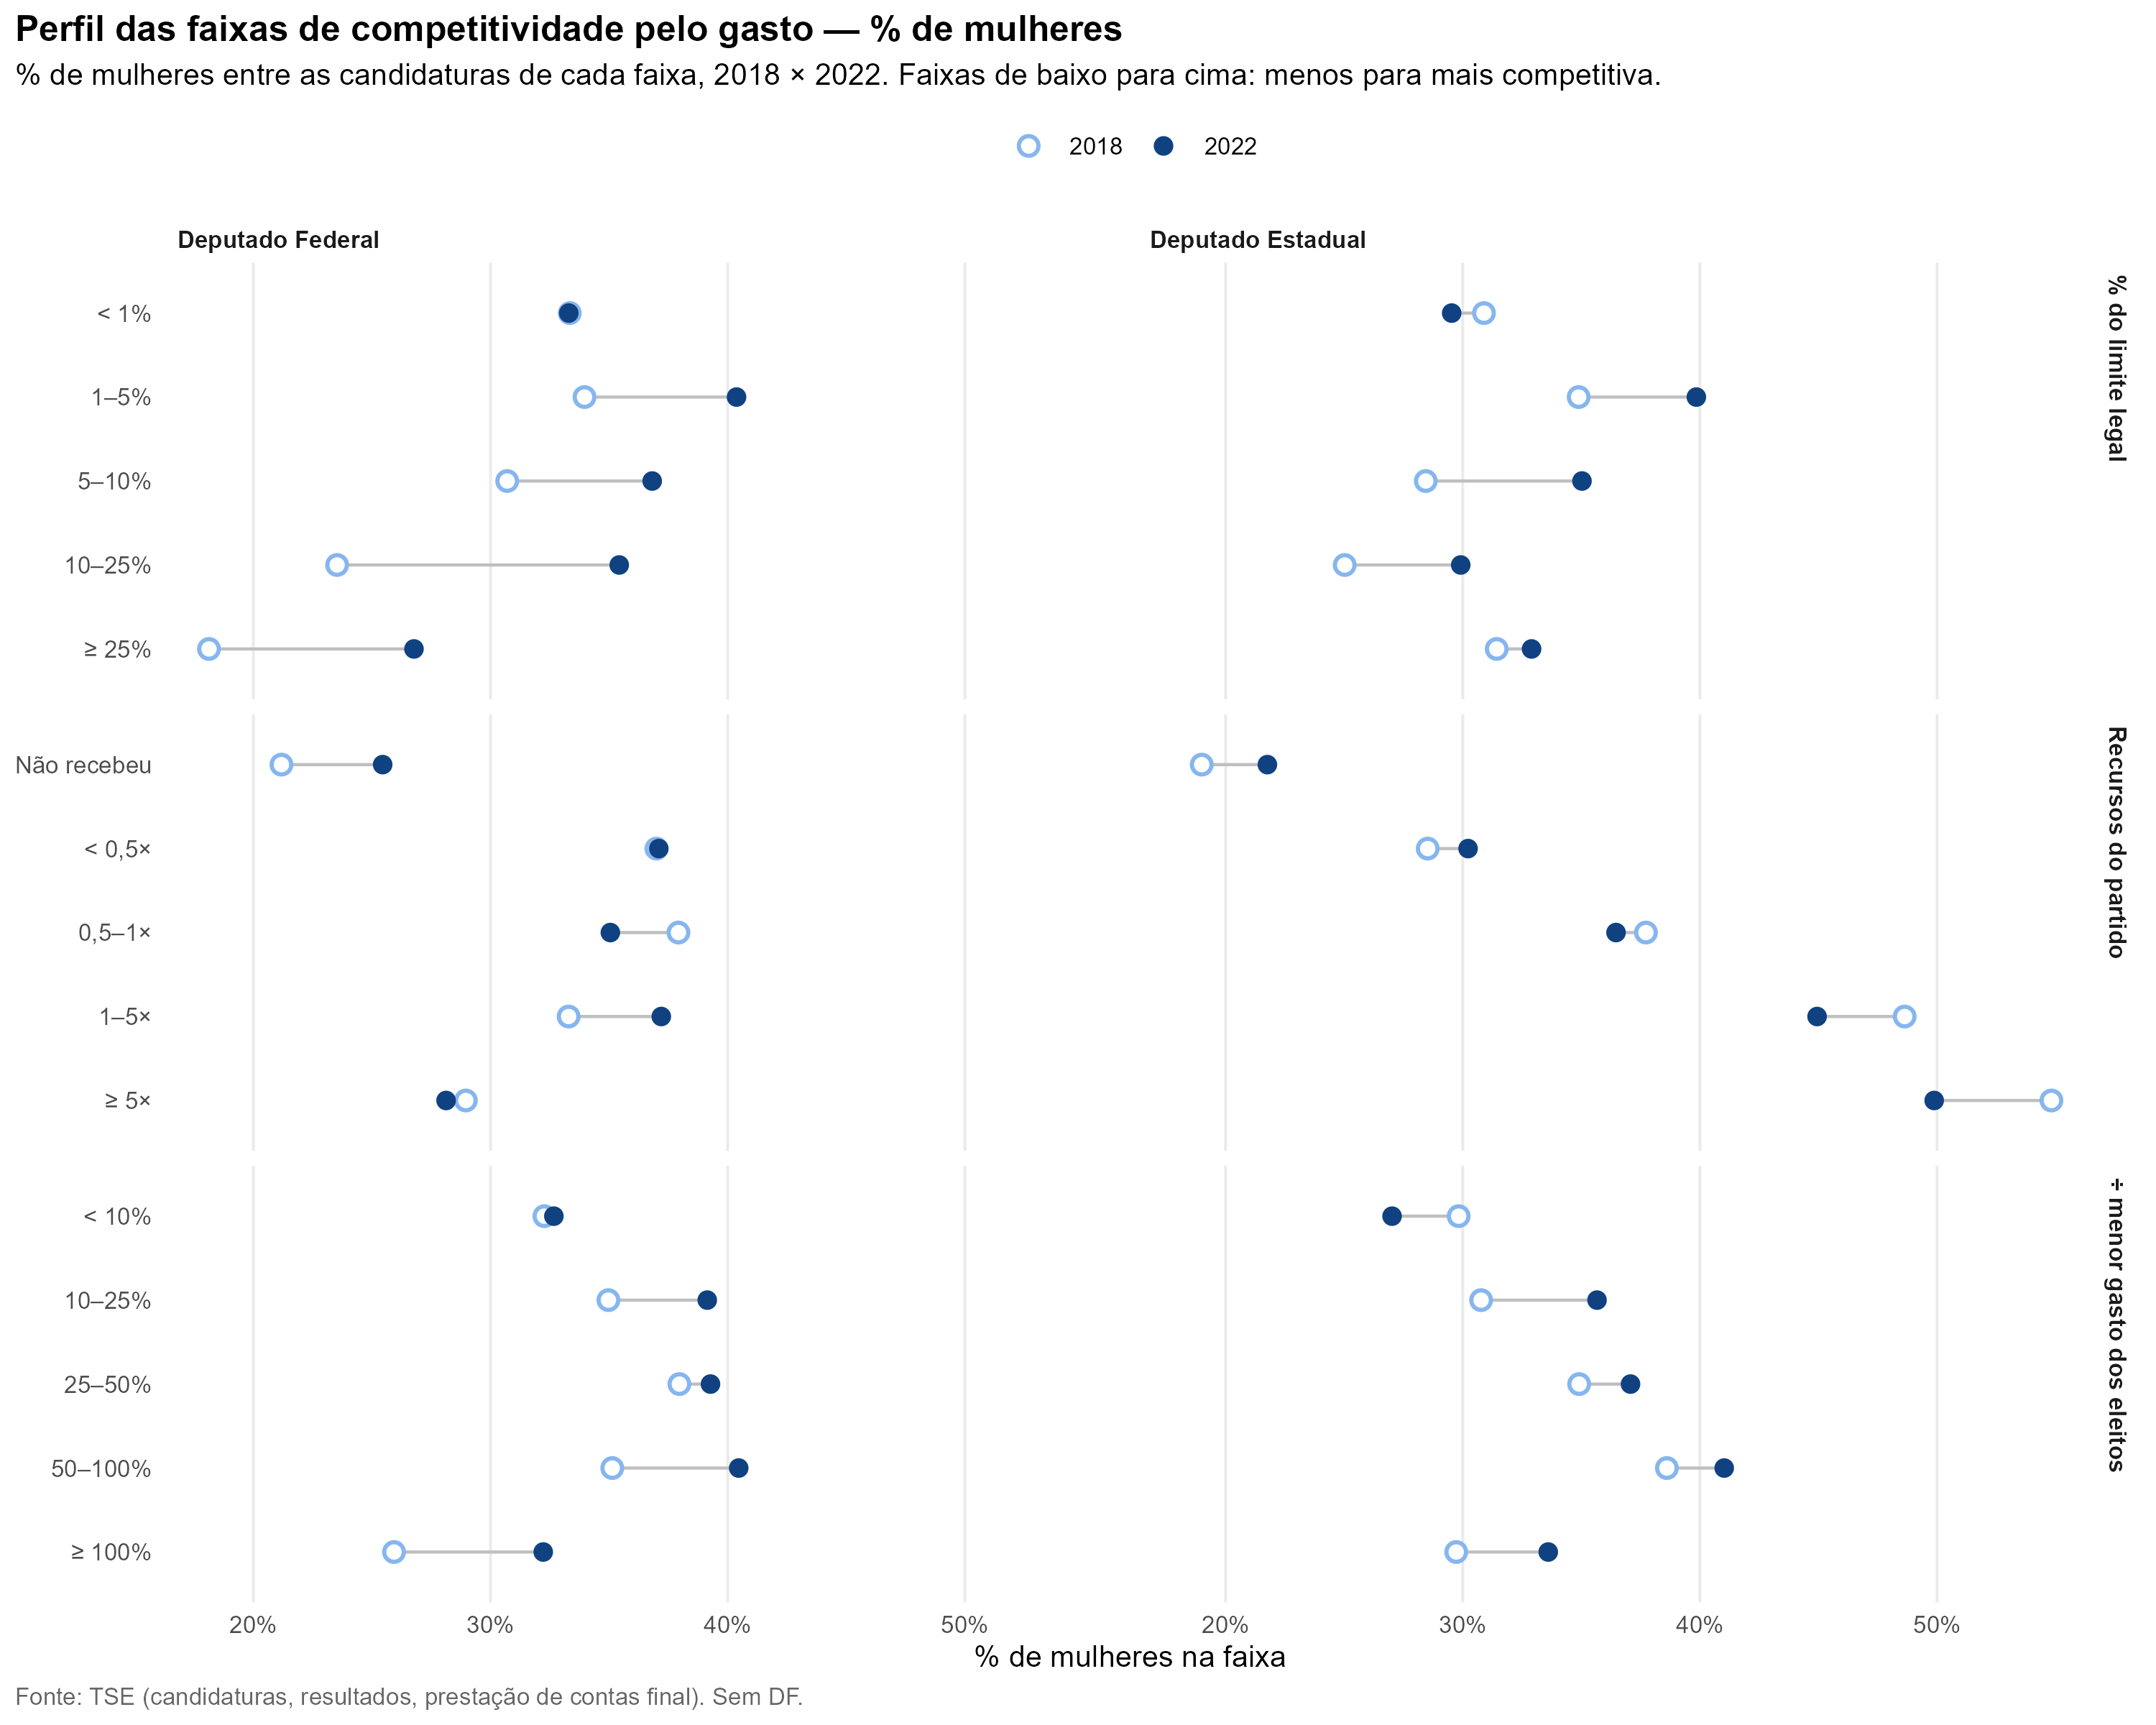 Perfil das faixas de competitividade pelo gasto — % de mulheres
% de mulheres entre as candidaturas de cada faixa, 2018 × 2022. Faixas de baixo para cima: menos para mais competitiva.
2018
2022
Deputado Federal
Deputado Estadual
< 1%
1–5%
5–10%
10–25%
≥ 25%
% do limite legal
Não recebeu
< 0,5×
0,5–1×
1–5×
≥ 5×
Recursos do partido
< 10%
10–25%
25–50%
50–100%
≥ 100%
÷ menor gasto dos eleitos
20%
30%
40%
50%
20%
30%
40%
50%
% de mulheres na faixa
Fonte: TSE (candidaturas, resultados, prestação de contas final). Sem DF.